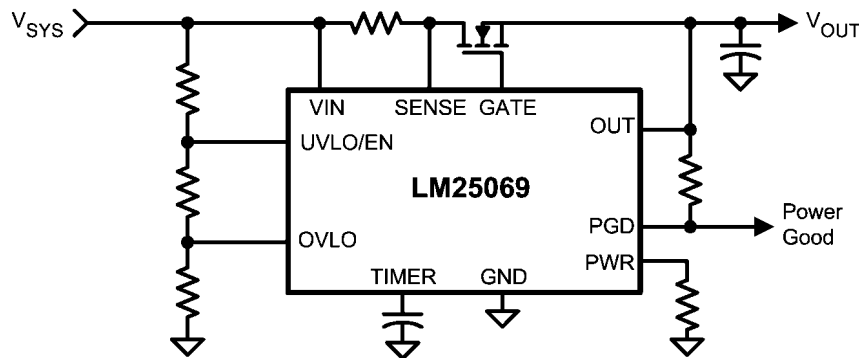 VSYS
VOUT
VIN
SENSE
GATE
UVLO/EN
OUT
LM25069
OVLO
PGD
Power
Good
PWR
TIMER
GND